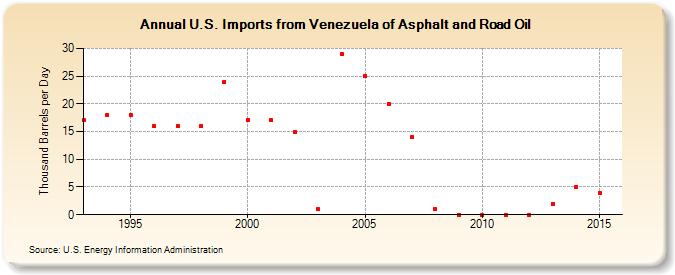 Annual U.S. Imports from Venezuela of Asphalt and Road Oil
Thousand Barrels per Day
30
25
20
15
10
5
0
1995 2000 2005 2010 2015
Source: U.S. Energy Information Administration